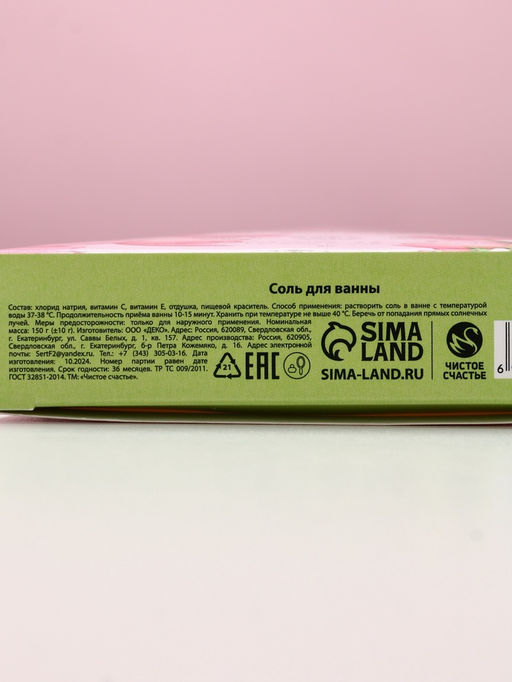 Соль для ванны
Состав: хлорид натрия, витамин С, витамин Е, отдушка, пищевой краситель. Способ применения: растворить соль в ванне с температурой
воды 37-38 °С. Продолжительность приёма ванны 10-15 минут. Хранить при температуре не выше 40 °С. Беречь от попадания прямых солнечных
лучей. Меры предосторожности: только для наружного применения. Номинальная
масса: 150 г (±10 г). Изготовитель: ООО «ДЕКО». Адрес: Россия, 620089, Свердловская обл.,
г. Екатеринбург, ул. Саввы Белых, д. 1, кв. 157. Адрес производства: Россия, 620905,
Свердловская обл., г. Екатеринбург, б-р Петра Кожемяко, д. 16. Адрес электронной
почты: SertF2@yandex.ru. Тел.: +7 (343) 305-03-16. Дата
изготовления: 10.2024. Номер партии равен дате
изготовления. Срок годности: 36 месяцев. ТР ТС 009/2011.
ГОСТ 32851-2014. ТМ: «Чистое счастье».
21
EAC
SIMA
LAND
SIMA-LAND.RU
ЧИСТОЕ
СЧАСТЬЕ
6